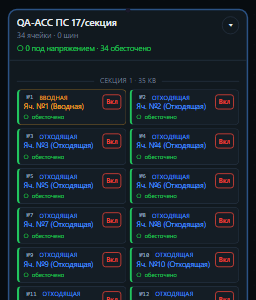 QA-ACC ПС 17/секция
34 ячейки · 0 шин
0 под напряжением · 34 обесточено
СЕКЦИЯ 1 · 35 КВ
#1 ВВОДНАЯ
Яч. №1 (Вводная)
Вкл
обесточено
#2 ОТХОДЯЩАЯ
Яч. №2 (Отходящая)
Вкл
обесточено
#3 ОТХОДЯЩАЯ
Яч. №3 (Отходящая)
Вкл
обесточено
#4 ОТХОДЯЩАЯ
Яч. №4 (Отходящая)
Вкл
обесточено
#5 ОТХОДЯЩАЯ
Яч. №5 (Отходящая)
Вкл
обесточено
#6 ОТХОДЯЩАЯ
Яч. №6 (Отходящая)
Вкл
обесточено
#7 ОТХОДЯЩАЯ
Яч. №7 (Отходящая)
Вкл
обесточено
#8 ОТХОДЯЩАЯ
Яч. №8 (Отходящая)
Вкл
обесточено
#9 ОТХОДЯЩАЯ
Яч. №9 (Отходящая)
Вкл
обесточено
#10 ОТХОДЯЩАЯ
Яч. №10 (Отходящая)
Вкл
обесточено
#11 ОТХОДЯЩАЯ
Вкл
#12 ОТХОДЯЩАЯ
Вкл